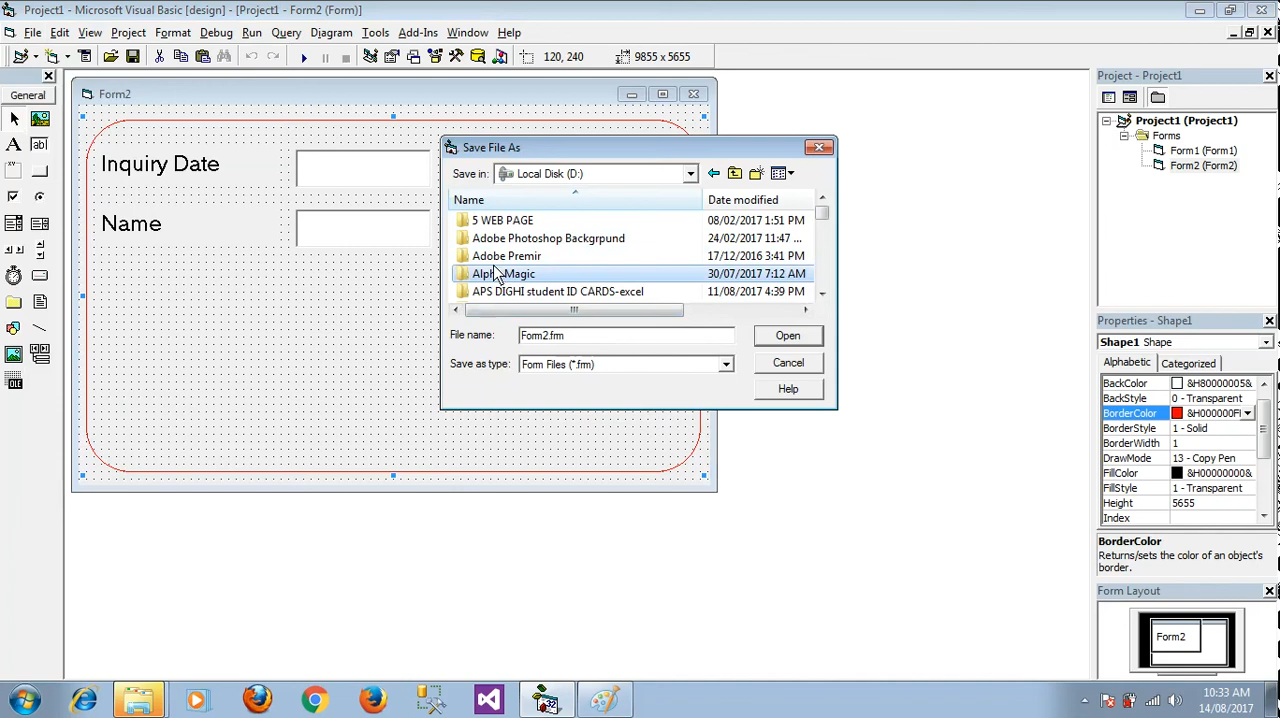 Project1 - Microsoft Visual Basic [design] - [Project1 - Form2 (Form)]
File Edit View Project Format Debug Run Query Diagram Tools Add-Ins Window Help
120, 240 9855 x 5655
General
Form2
Inquiry Date
Name
Save File As
Save in: Local Disk (D:)
Name Date modified
5 WEB PAGE 08/02/2017 1:51 PM
Adobe Photoshop Backgrpund 24/02/2017 11:47 ...
Adobe Premir 17/12/2016 3:41 PM
Alpha Magic 30/07/2017 7:12 AM
APS DIGHI student ID CARDS-excel 11/08/2017 4:39 PM
File name: Form2.frm Open
Save as type: Form Files (*.frm) Cancel
Help
Project - Project1
Project1 (Project1)
Forms
Form1 (Form1)
Form2 (Form2)
Properties - Shape1
Shape1 Shape
Alphabetic Categorized
BackColor &H80000005&
BackStyle 0 - Transparent
BorderColor &H000000FF
BorderStyle 1 - Solid
BorderWidth 1
DrawMode 13 - Copy Pen
FillColor &H00000000&
FillStyle 1 - Transparent
Height 5655
Index
BorderColor
Returns/sets the color of an object's
border.
Form Layout
Form2
10:33 AM
14/08/2017